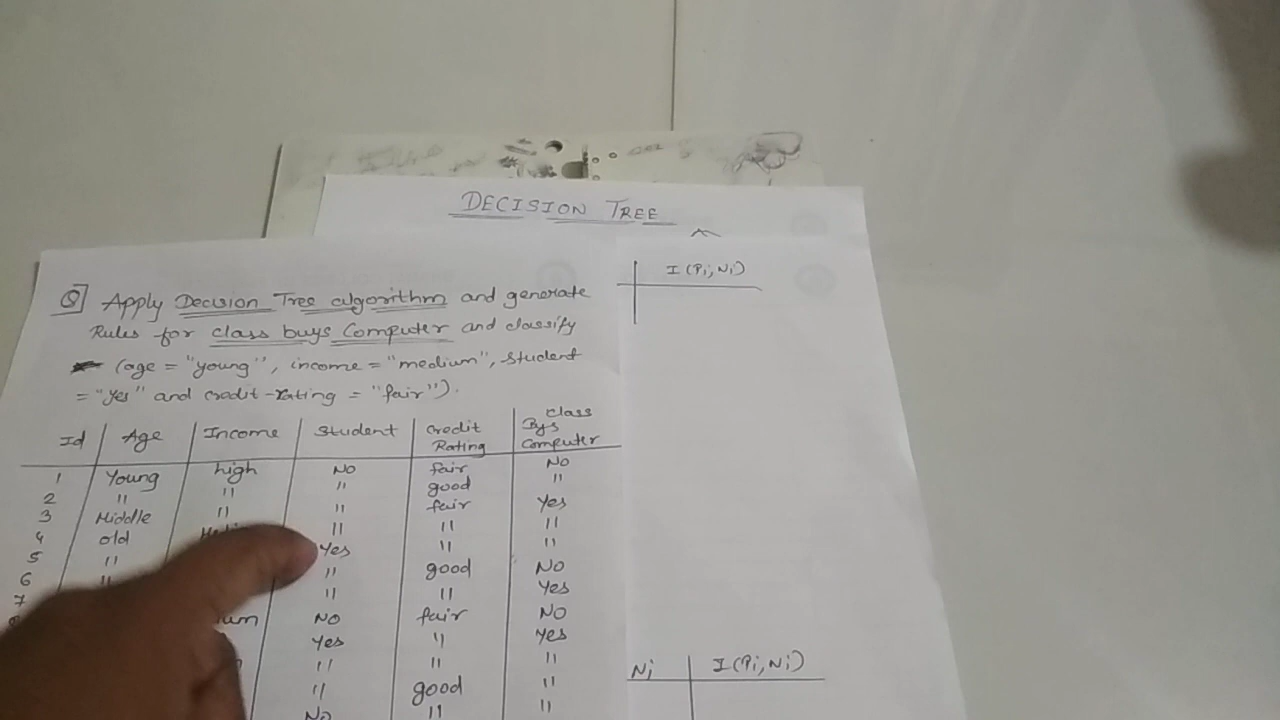 DECISION TREE
I (Pi, Ni)
Q] Apply Decision Tree algorithm and generate
Rules for class buys Computer and classify
(age = "young", income = "medium", student
= "yes" and credit-rating = "fair").
Id Age Income Student Credit Rating Class Bys Computer
1 Young high No fair No
2 " " " good "
3 Middle " " fair Yes
4 old " " "
5 " Yes " "
6 " " good No
7 " " Yes
No fair No
Yes " Yes
" " "
" good "
No " "
Ni I (Pi, Ni)